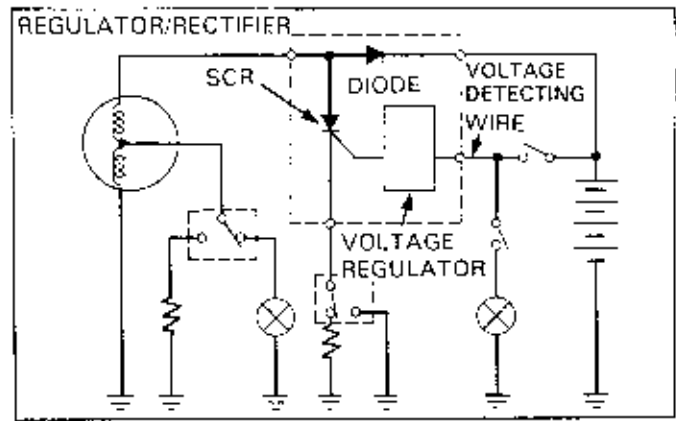 REGULATOR/RECTIFIER
SCR
DIODE
VOLTAGE
DETECTING
WIRE
VOLTAGE
REGULATOR